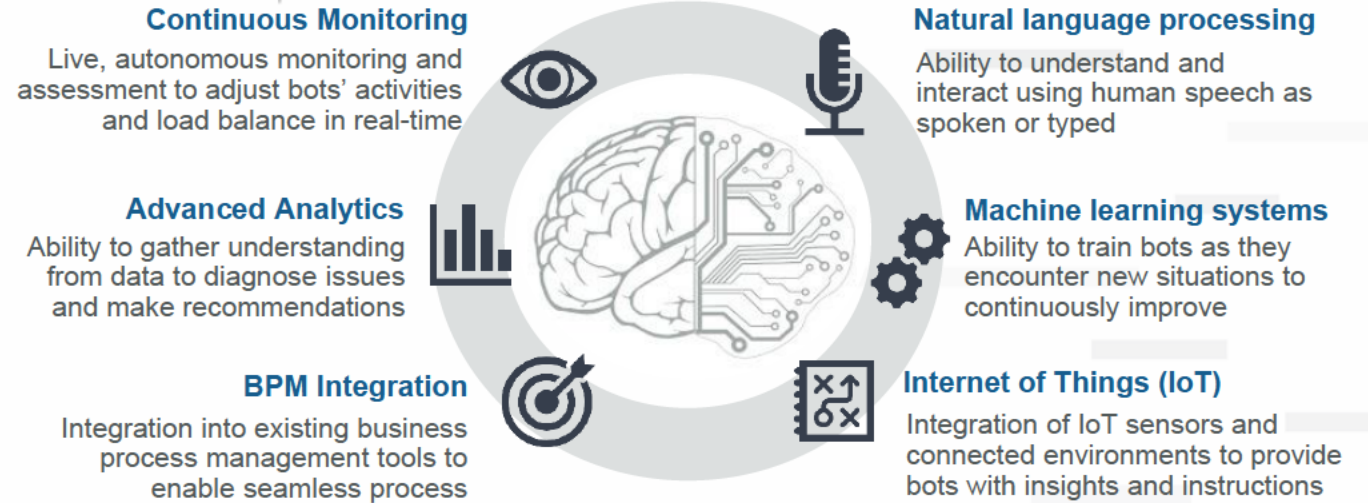 Continuous Monitoring
Live, autonomous monitoring and
assessment to adjust bots' activities
and load balance in real-time
Advanced Analytics
Ability to gather understanding
from data to diagnose issues
and make recommendations
BPM Integration
Integration into existing business
process management tools to
enable seamless process
Natural language processing
Ability to understand and
interact using human speech as
spoken or typed
Machine learning systems
Ability to train bots as they
encounter new situations to
continuously improve
Internet of Things (IoT)
Integration of IoT sensors and
connected environments to provide
bots with insights and instructions